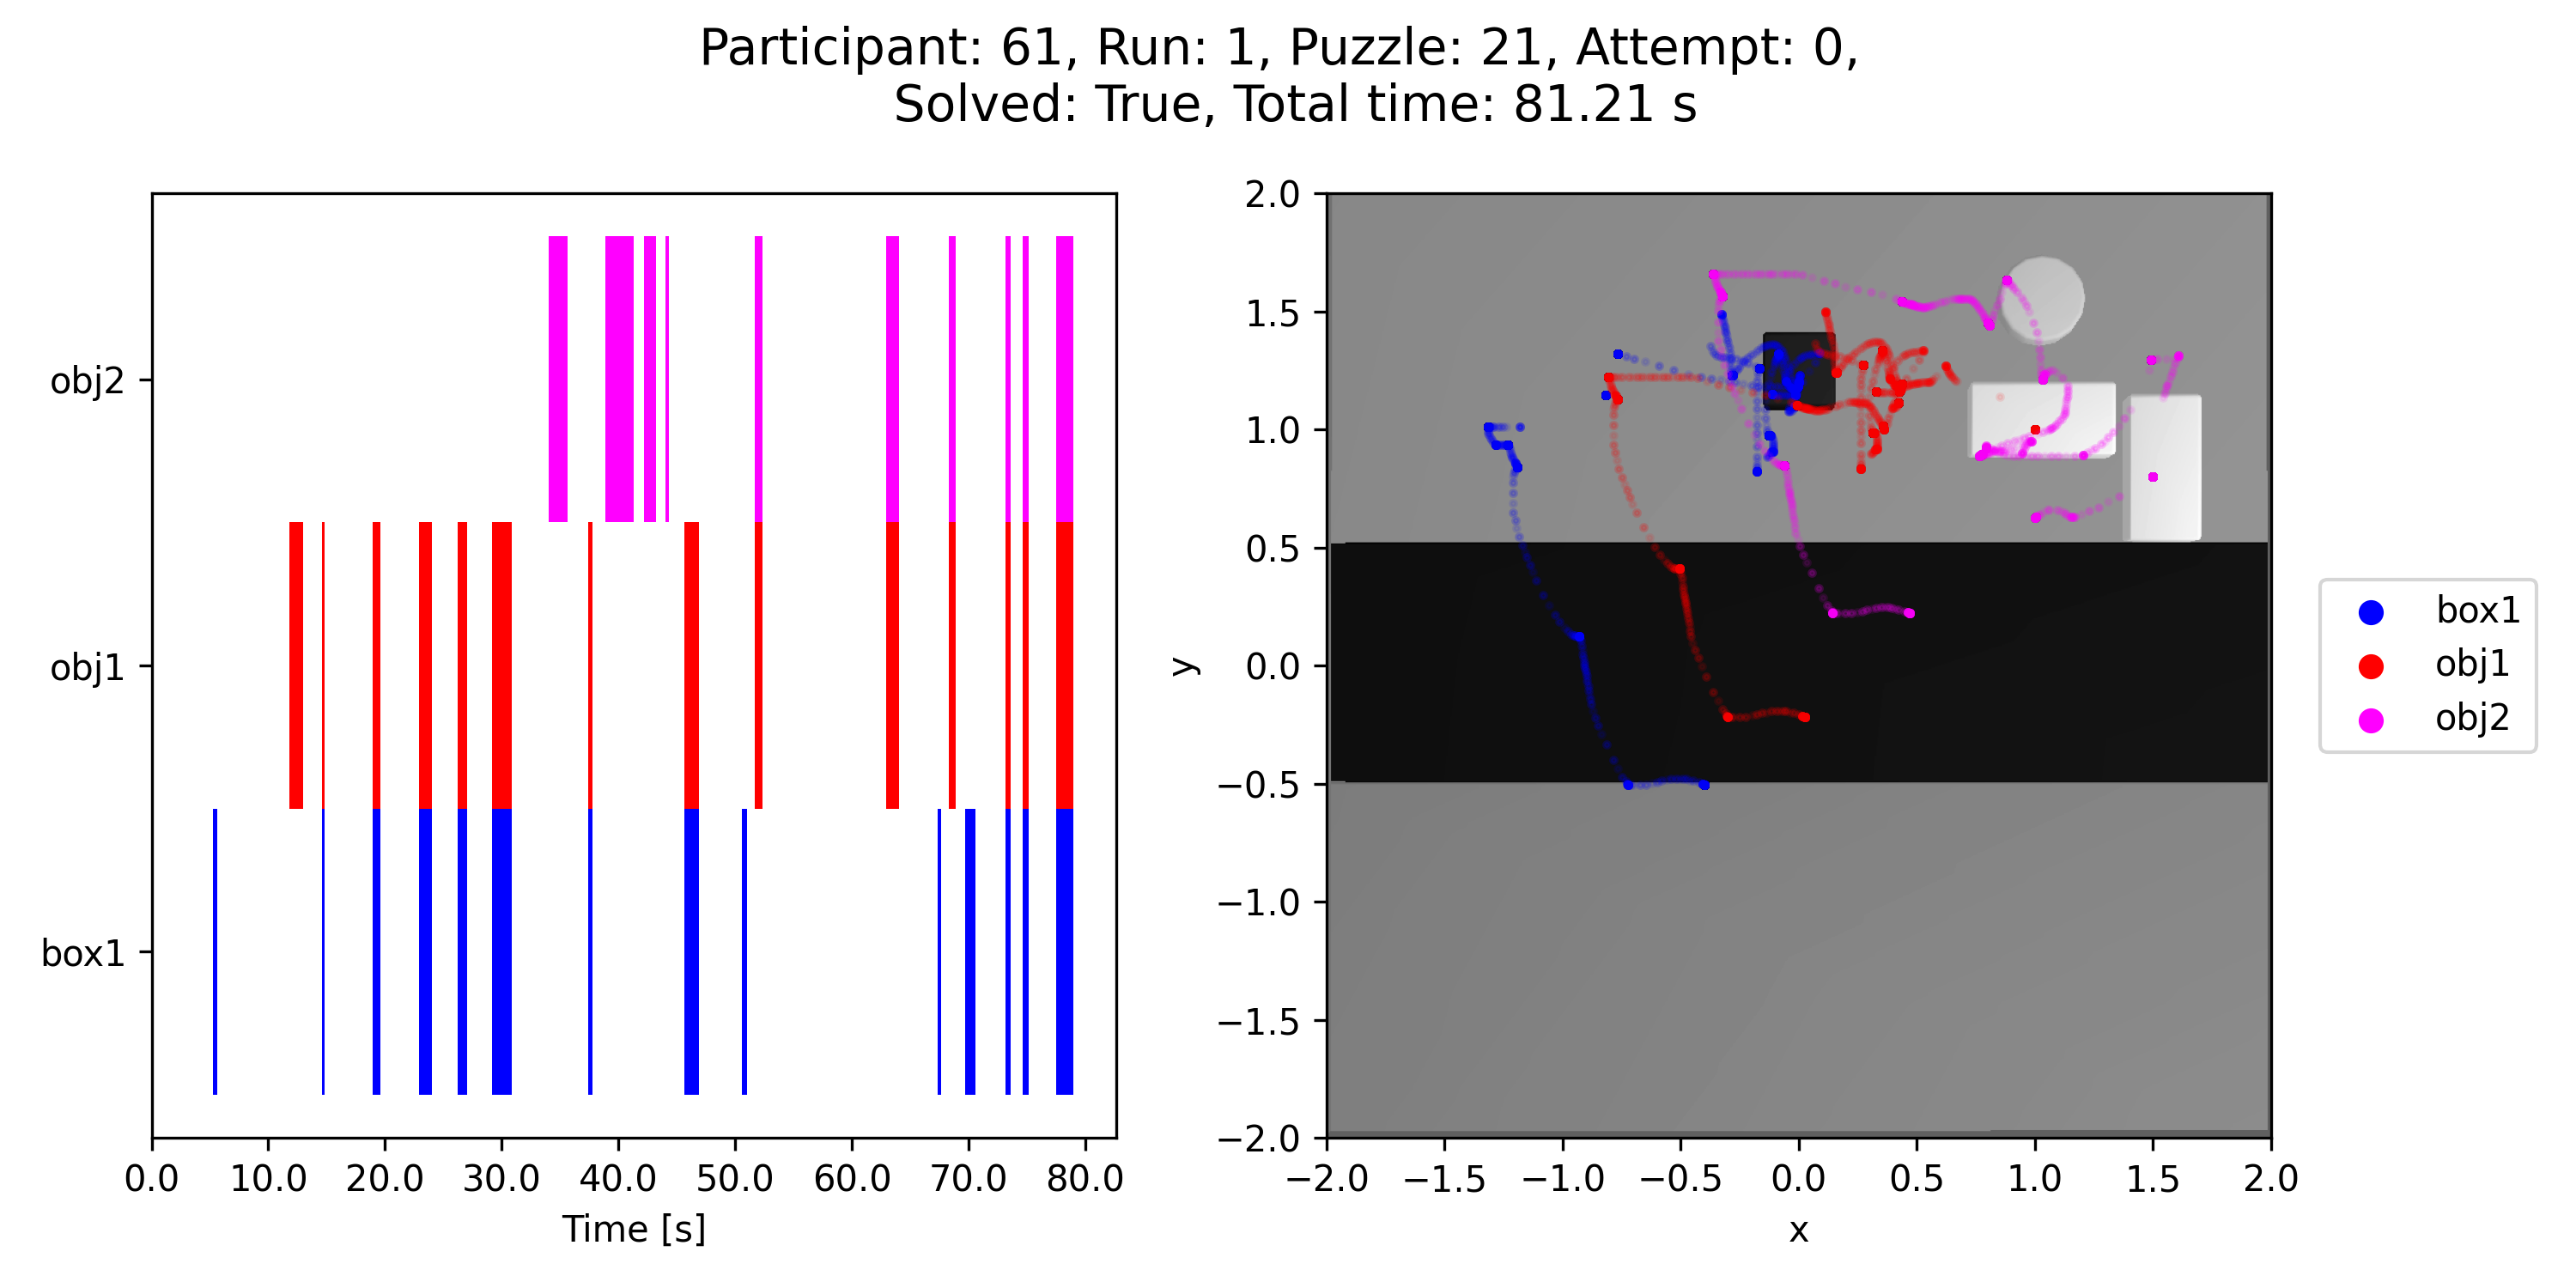 Participant: 61, Run: 1, Puzzle: 21, Attempt: 0,
Solved: True, Total time: 81.21 s
obj2
obj1
box1
0.0 10.0 20.0 30.0 40.0 50.0 60.0 70.0 80.0
Time [s]
2.0
1.5
1.0
0.5
0.0
−0.5
−1.0
−1.5
−2.0
y
−2.0 −1.5 −1.0 −0.5 0.0 0.5 1.0 1.5 2.0
x
box1
obj1
obj2